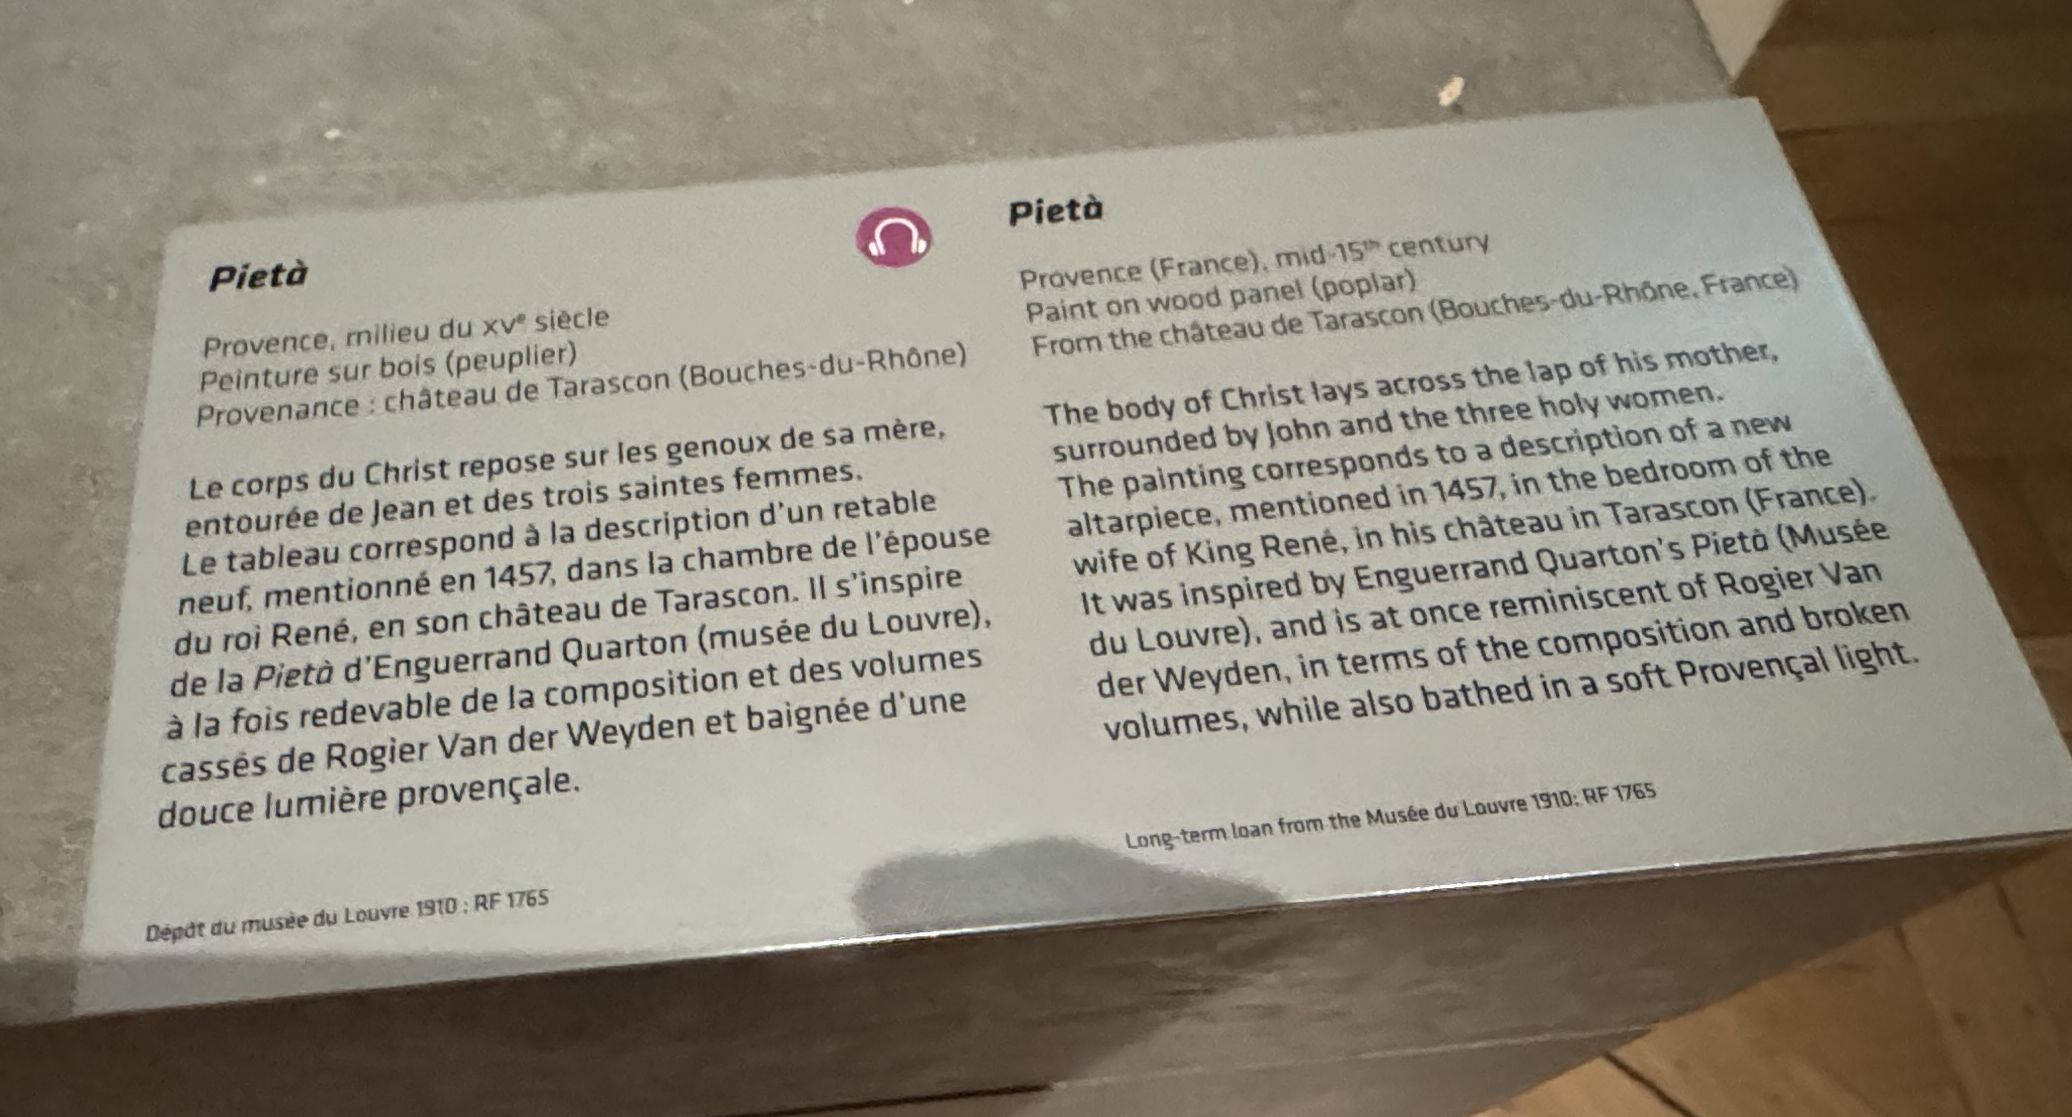 Pietà
Provence, milieu du XVe siècle
Peinture sur bois (peuplier)
Provenance : château de Tarascon (Bouches-du-Rhône)
Le corps du Christ repose sur les genoux de sa mère,
entourée de Jean et des trois saintes femmes.
Le tableau correspond à la description d'un retable
neuf, mentionné en 1457, dans la chambre de l'épouse
du roi René, en son château de Tarascon. Il s'inspire
de la Pietà d'Enguerrand Quarton (musée du Louvre),
à la fois redevable de la composition et des volumes
cassés de Rogier Van der Weyden et baignée d'une
douce lumière provençale.
Dépôt du musée du Louvre 1910 ; RF 1765
Pietà
Provence (France), mid-15th century
Paint on wood panel (poplar)
From the château de Tarascon (Bouches-du-Rhône, France)
The body of Christ lays across the lap of his mother,
surrounded by John and the three holy women.
The painting corresponds to a description of a new
altarpiece, mentioned in 1457, in the bedroom of the
wife of King René, in his château in Tarascon (France).
It was inspired by Enguerrand Quarton's Pietà (Musée
du Louvre), and is at once reminiscent of Rogier Van
der Weyden, in terms of the composition and broken
volumes, while also bathed in a soft Provençal light.
Long-term loan from the Musée du Louvre 1910; RF 1765